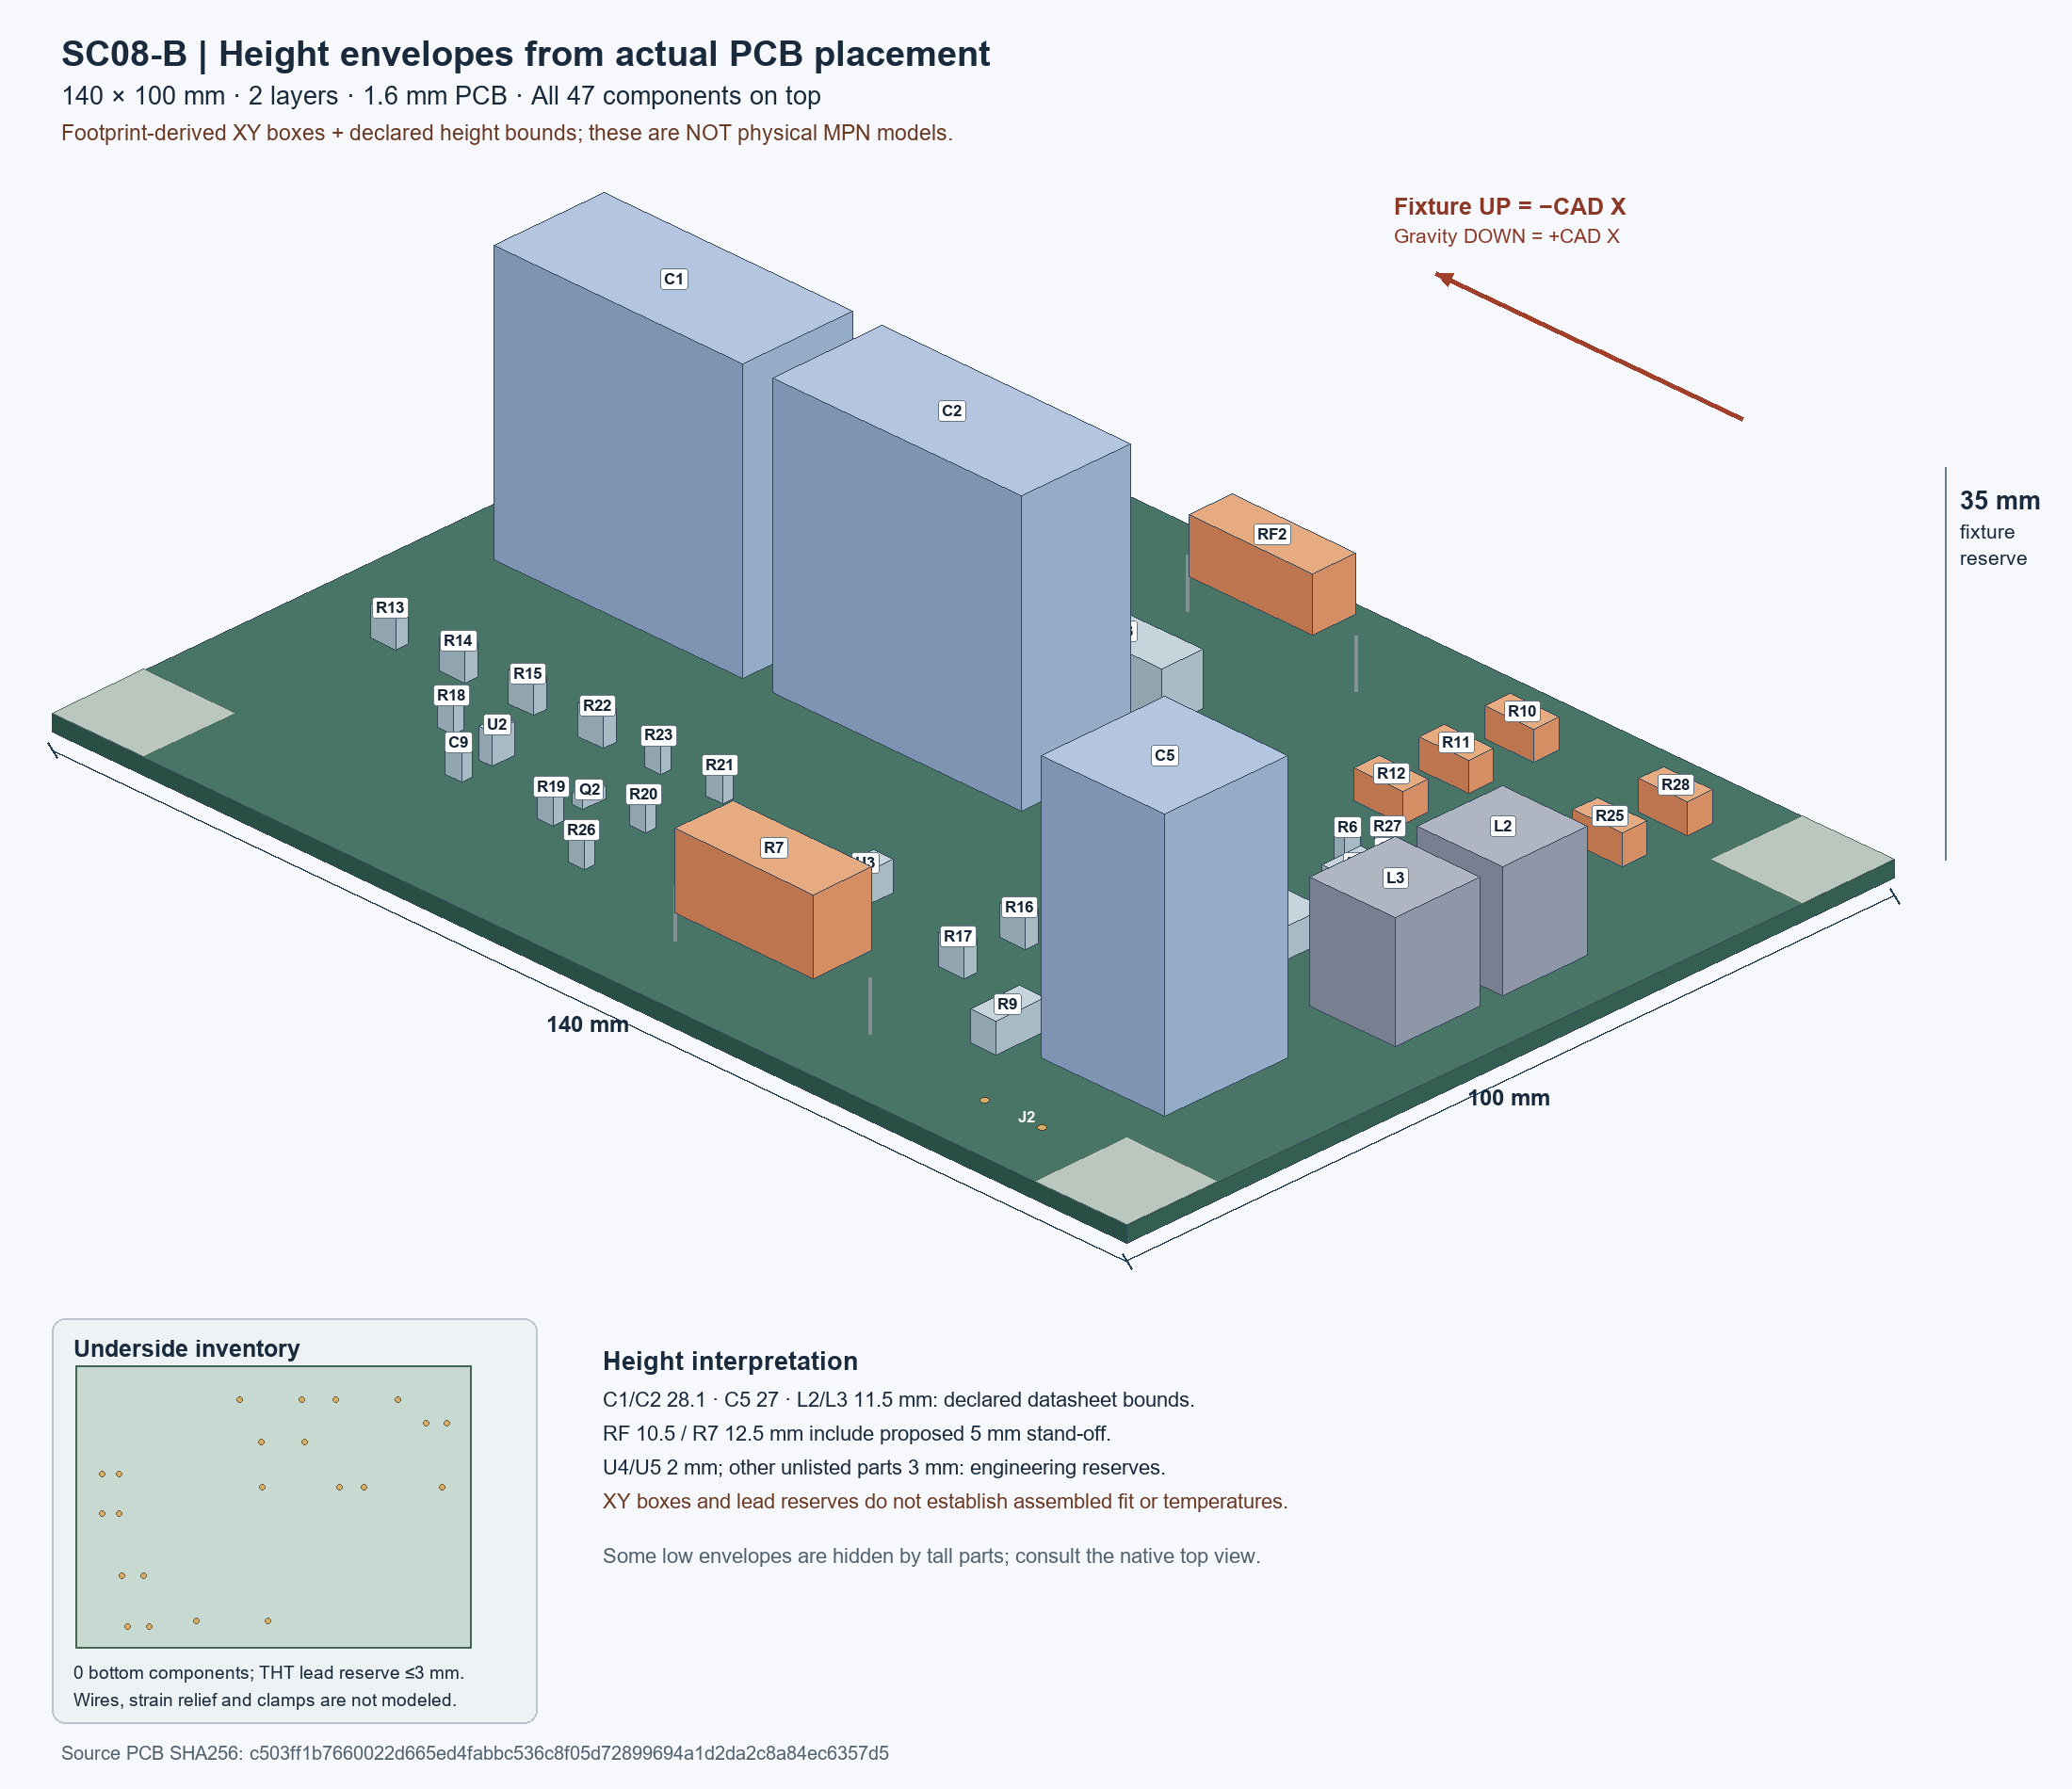 SC08-B | Height envelopes from actual PCB placement
140 × 100 mm · 2 layers · 1.6 mm PCB · All 47 components on top
Footprint-derived XY boxes + declared height bounds; these are NOT physical MPN models.
Fixture UP = −CAD X
Gravity DOWN = +CAD X
C1
C2
35 mm
fixture
reserve
RF2
R13
R14
R15
R18
R22
U2
R23
C9
R21
R19
Q2
R20
R26
R7
U3
C5
R10
R11
R12
R28
R25
R6
R27
L2
L3
R16
R17
R9
J2
140 mm
100 mm
Underside inventory
0 bottom components; THT lead reserve ≤3 mm.
Wires, strain relief and clamps are not modeled.
Height interpretation
C1/C2 28.1 · C5 27 · L2/L3 11.5 mm: declared datasheet bounds.
RF 10.5 / R7 12.5 mm include proposed 5 mm stand-off.
U4/U5 2 mm; other unlisted parts 3 mm: engineering reserves.
XY boxes and lead reserves do not establish assembled fit or temperatures.
Some low envelopes are hidden by tall parts; consult the native top view.
Source PCB SHA256: c503ff1b7660022d665ed4fabbc536c8f05d72899694a1d2da2c8a84ec6357d5